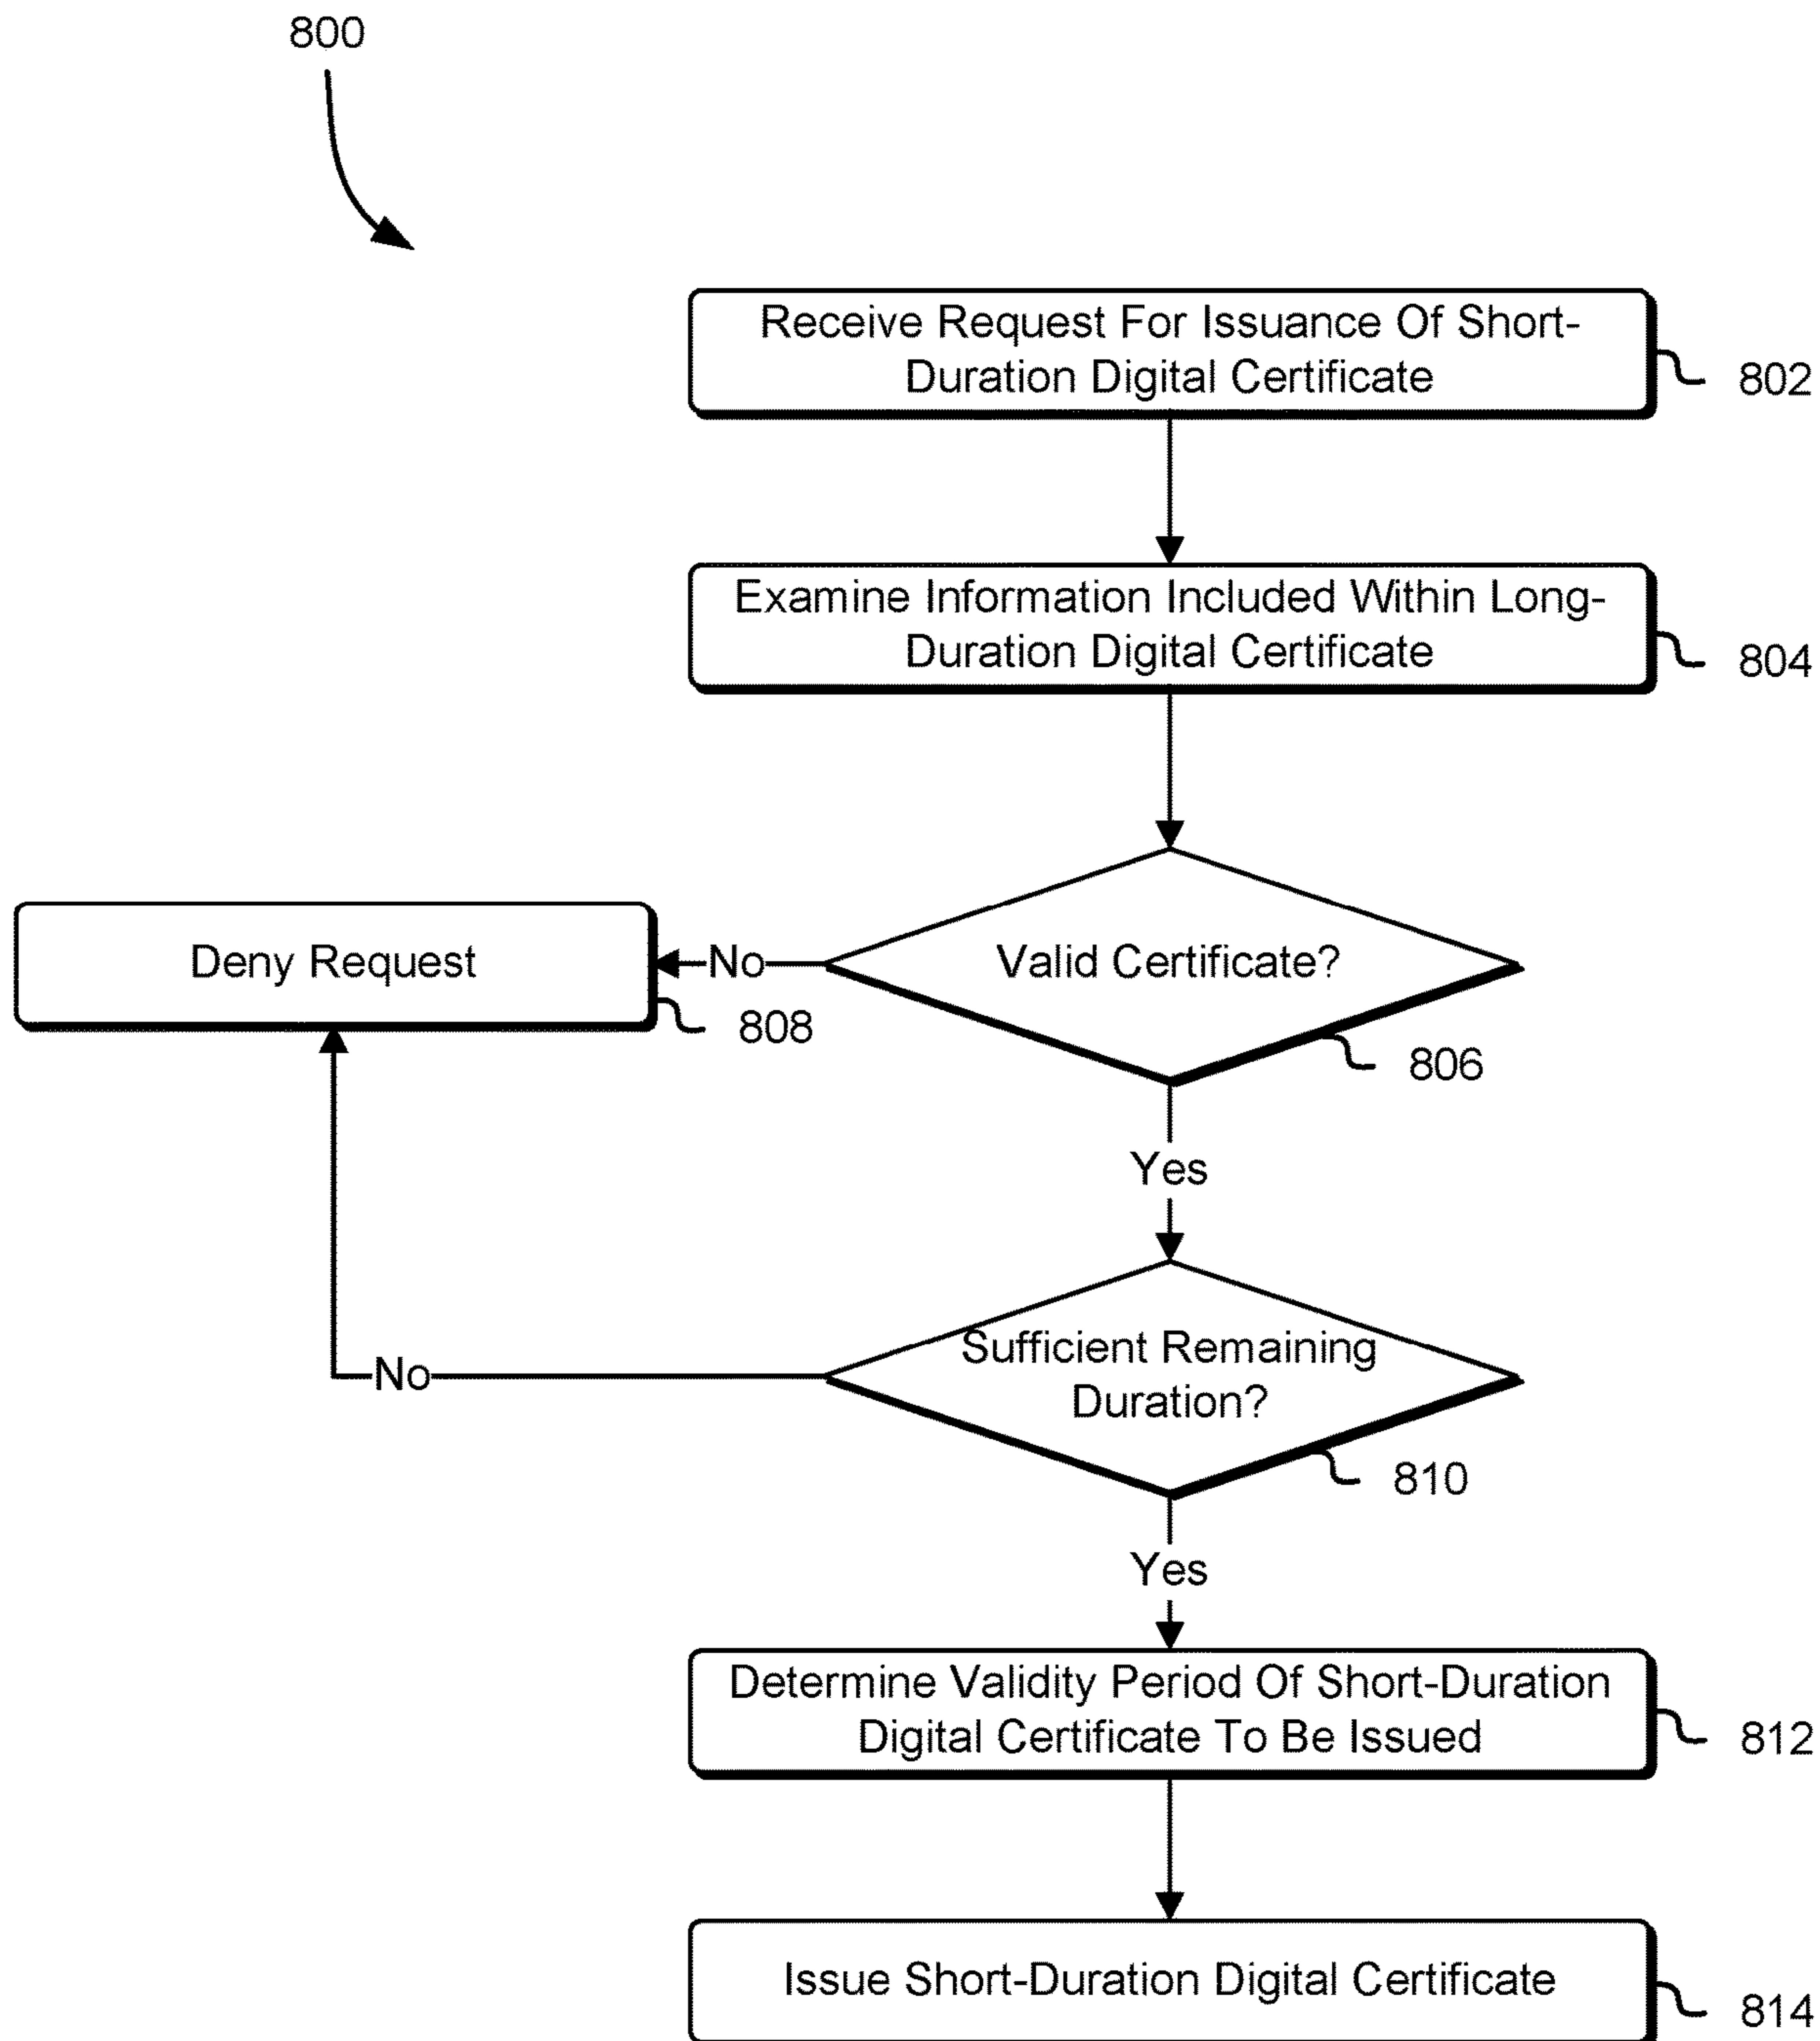 800
Receive Request For Issuance Of Short-
Duration Digital Certificate
802
Examine Information Included Within Long-
Duration Digital Certificate
804
Valid Certificate?
806
No
Deny Request
808
Yes
Sufficient Remaining
Duration?
810
No
Yes
Determine Validity Period Of Short-Duration
Digital Certificate To Be Issued
812
Issue Short-Duration Digital Certificate
814